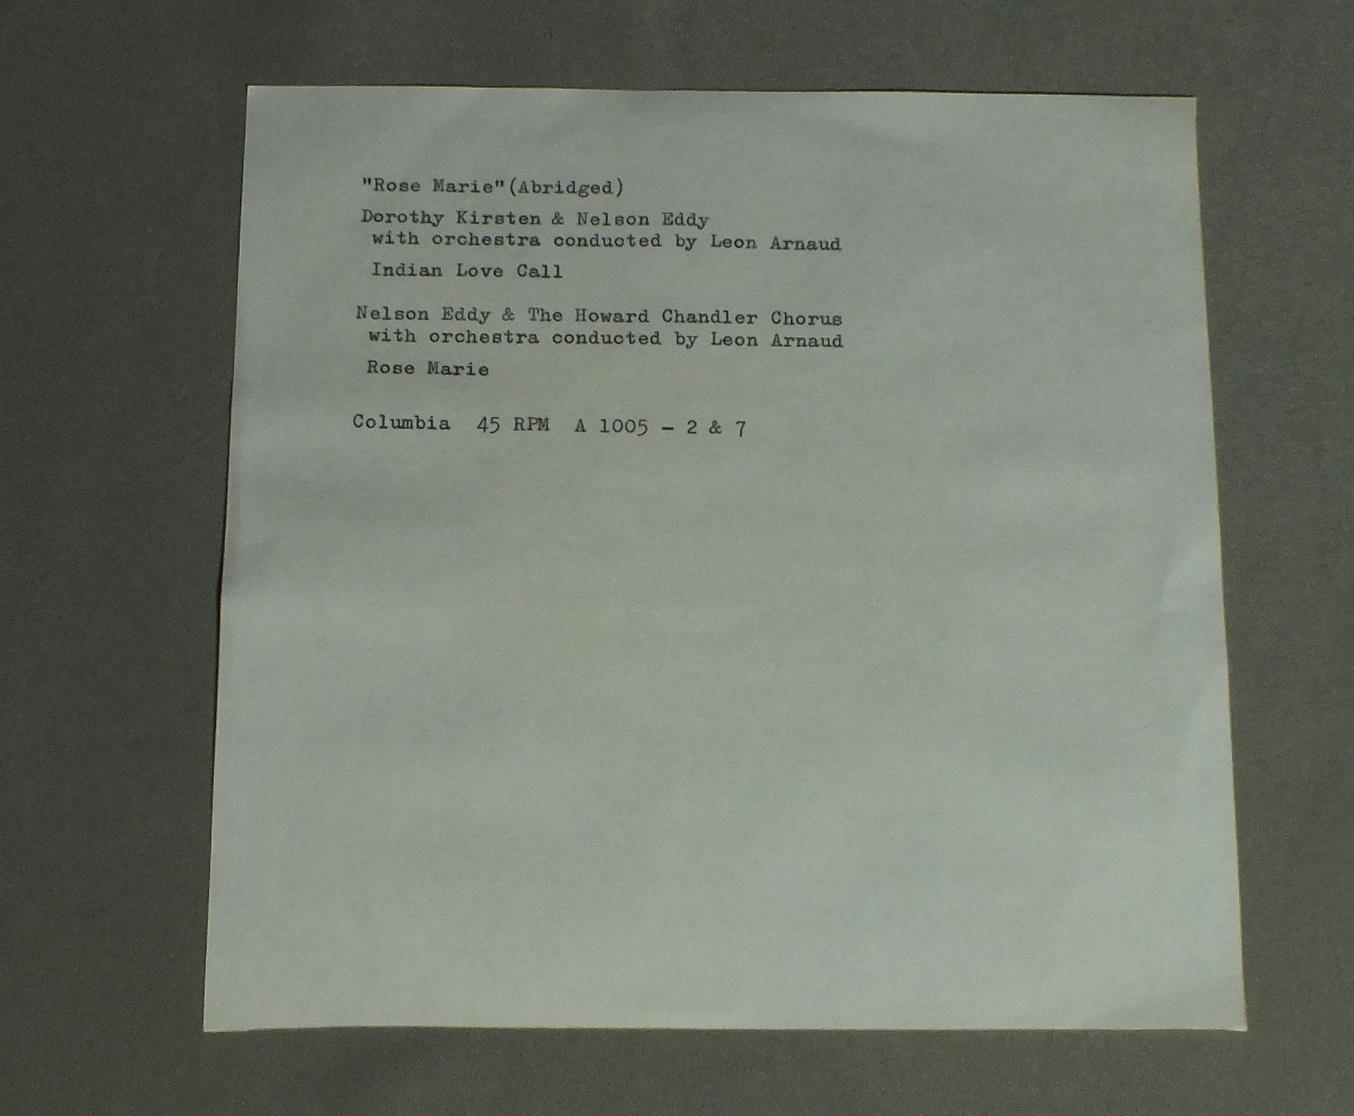 "Rose Marie"(Abridged)
Dorothy Kirsten & Nelson Eddy
with orchestra conducted by Leon Arnaud
Indian Love Call
Nelson Eddy & The Howard Chandler Chorus
with orchestra conducted by Leon Arnaud
Rose Marie
Columbia 45 RPM A 1005 - 2 & 7